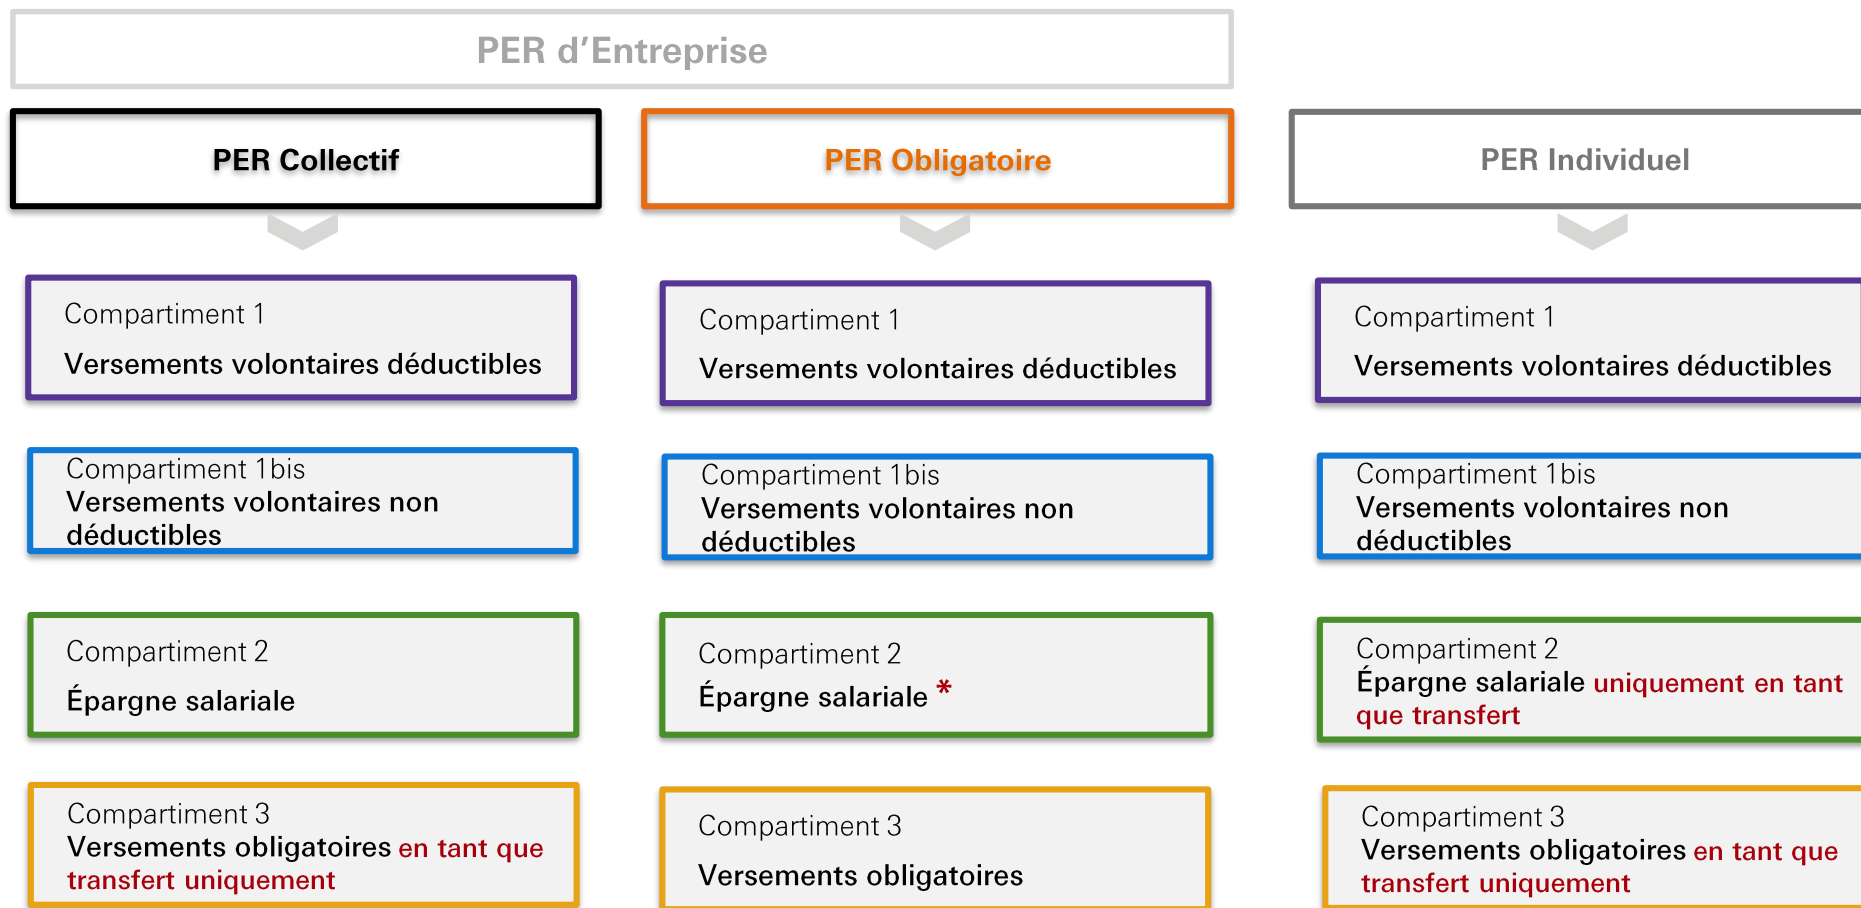 PER d’Entreprise
PER Collectif
PER Obligatoire
PER Individuel
Compartiment 1
Versements volontaires déductibles
Compartiment 1
Versements volontaires déductibles
Compartiment 1
Versements volontaires déductibles
Compartiment 1bis
Versements volontaires non
déductibles
Compartiment 1bis
Versements volontaires non
déductibles
Compartiment 1bis
Versements volontaires non
déductibles
Compartiment 2
Épargne salariale
Compartiment 2
Épargne salariale *
Compartiment 2
Épargne salariale uniquement en tant
que transfert
Compartiment 3
Versements obligatoires en tant que
transfert uniquement
Compartiment 3
Versements obligatoires
Compartiment 3
Versements obligatoires en tant que
transfert uniquement